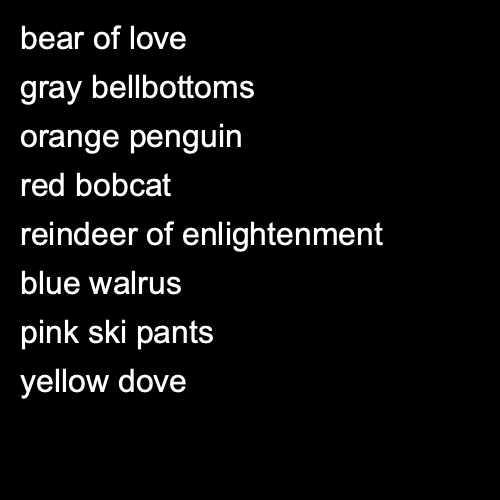 bear of love
gray bellbottoms
orange penguin
red bobcat
reindeer of enlightenment
blue walrus
pink ski pants
yellow dove